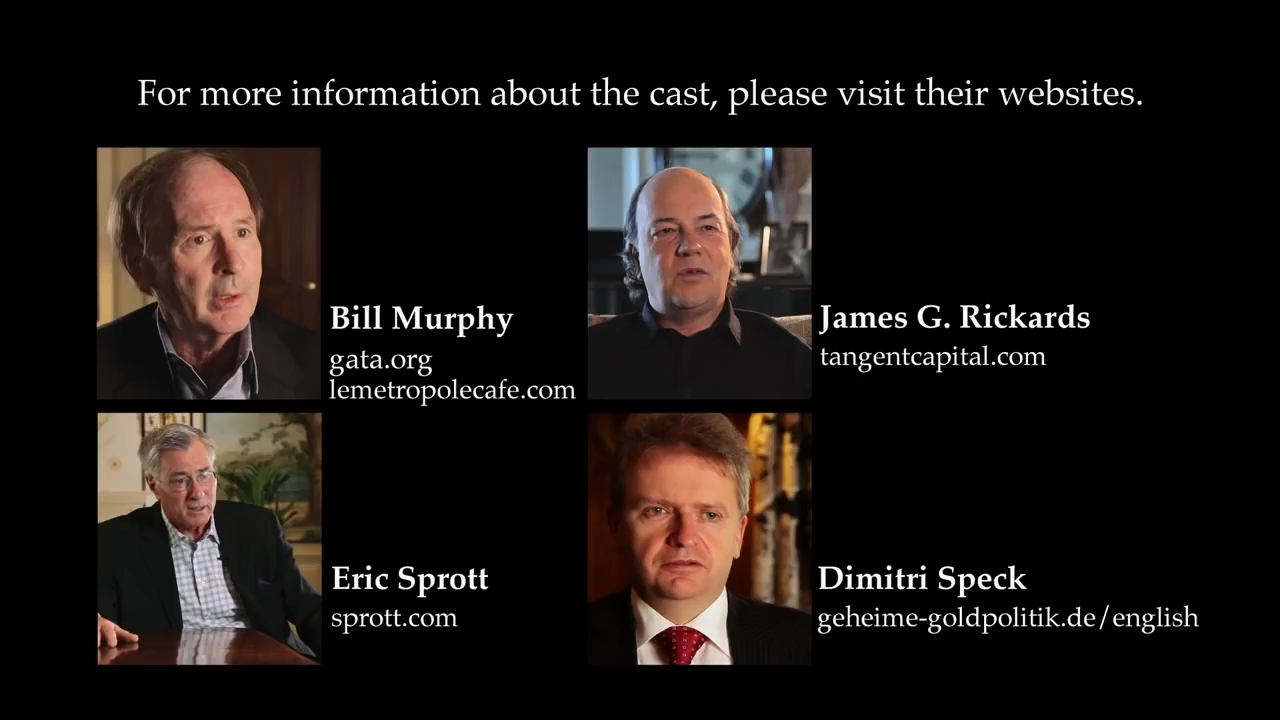 For more information about the cast, please visit their websites.
Bill Murphy
gata.org
lemetropolecafe.com
James G. Rickards
tangentcapital.com
Eric Sprott
sprott.com
Dimitri Speck
geheime-goldpolitik.de/english